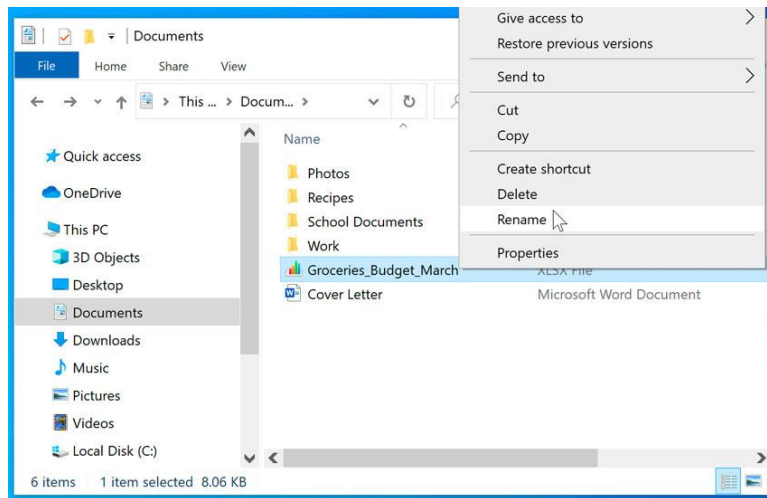 Documents
File Home Share View
This ... Docum...
Name
Quick access
OneDrive
This PC
3D Objects
Desktop
Documents
Downloads
Music
Pictures
Videos
Local Disk (C:)
Photos
Recipes
School Documents
Work
Groceries_Budget_March XLSX File
Cover Letter Microsoft Word Document
Give access to
Restore previous versions
Send to
Cut
Copy
Create shortcut
Delete
Rename
Properties
6 items 1 item selected 8.06 KB